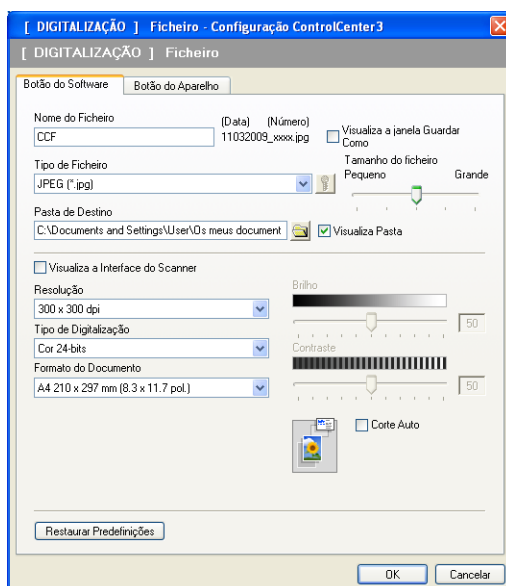 [ DIGITALIZAÇÃO ] Ficheiro - Configuração ControlCenter3
[ DIGITALIZAÇÃO ] Ficheiro
Botão do Software Botão do Aparelho
Nome do Ficheiro (Data) (Número)
CCF 11032009_xxxx.jpg Visualiza a janela Guardar
Como
Tipo de Ficheiro Tamanho do ficheiro
JPEG (*.jpg) Pequeno Grande
Pasta de Destino
C:\Documents and Settings\User\Os meus document Visualiza Pasta
Visualiza a Interface do Scanner
Resolução Brilho
300 x 300 dpi 50
Tipo de Digitalização
Cor 24-bits Contraste
Formato do Documento
A4 210 x 297 mm (8.3 x 11.7 pol.) 50
Corte Auto
Restaurar Predefinições
OK Cancelar